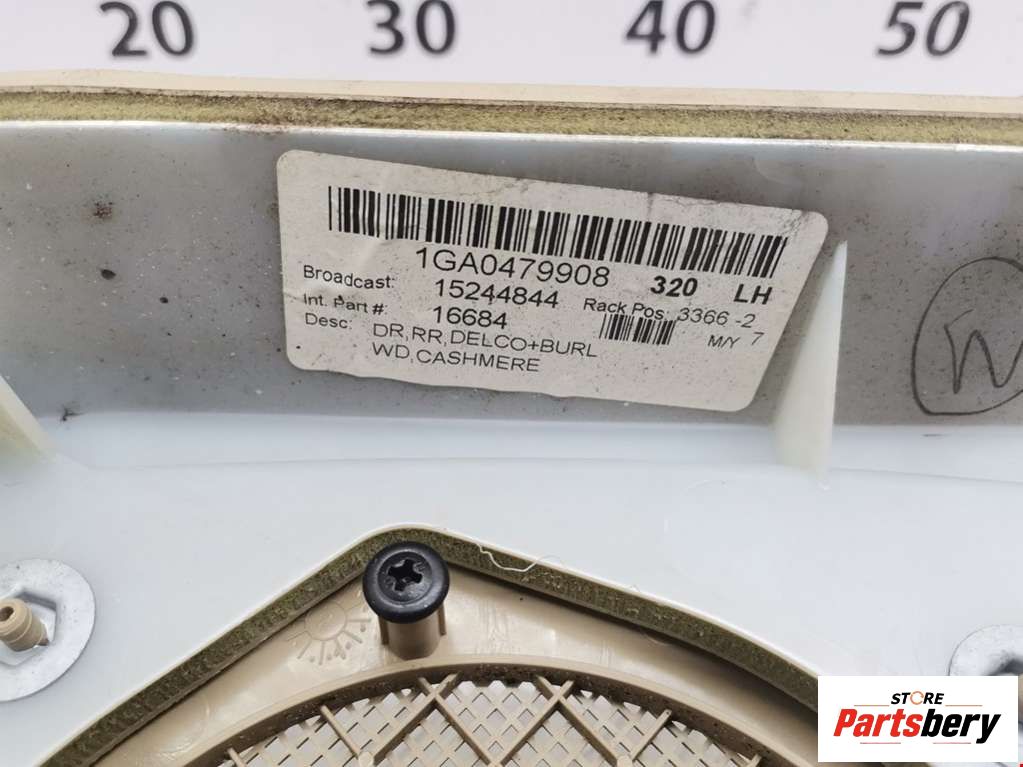 20 30 40 50
1GA0479908
320 LH
Broadcast: 15244844 Rack Pos. 3366 -2
Int. Part #: 16684 M/Y 7
Desc: DR,RR,DELCO+BURL
WD,CASHMERE
W
STORE
Partsbery